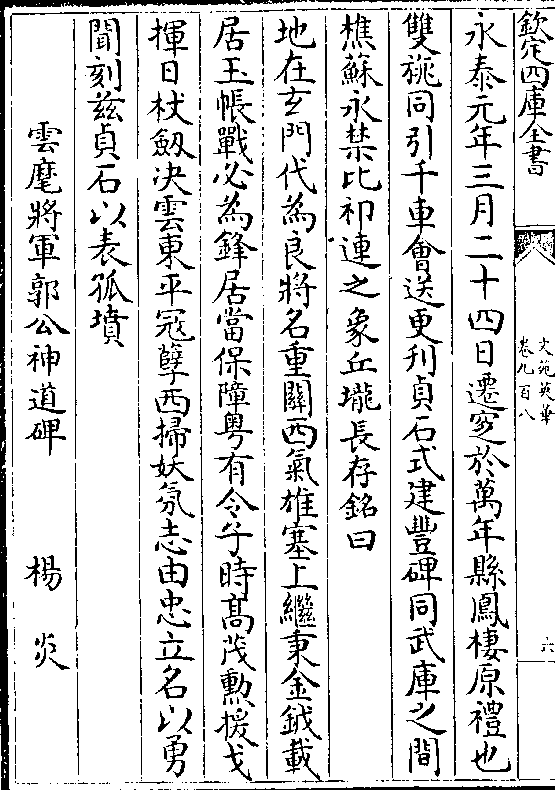 欽定四庫全書
文苑英華
卷九百八
六
永泰元年三月二十四日遷窆於萬年縣鳳棲原禮也
雙旐同引千車會送更刋貞石式建豐碑同武庫之間
樵蘇永禁比祁連之象丘壠長存銘曰
地在玄門代為良將名重關西氣雄塞上繼秉金鉞載
居玉帳戰必為鋒居當保障粤有令子時髙茂勲援戈
揮日杖劔决雲東平冦孽西掃妖氛志由忠立名以勇
聞刻兹貞石以表孤墳
雲麾將軍郭公神道碑 楊炎